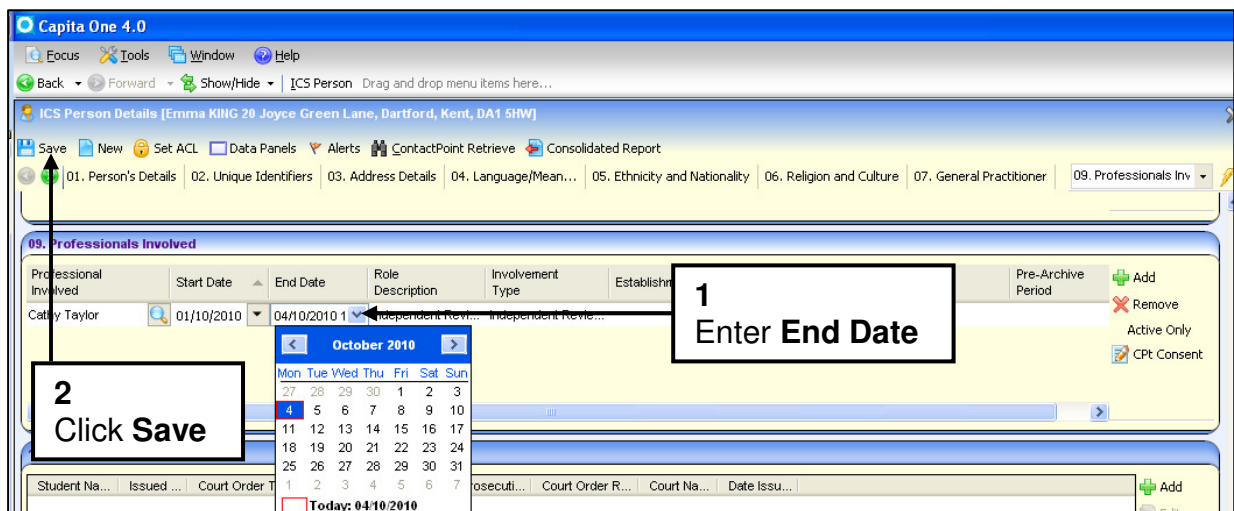 Capita One 4.0
Focus Tools Window Help
Back Forward Show/Hide ICS Person Drag and drop menu items here...
ICS Person Details [Emma KING 20 Joyce Green Lane, Dartford, Kent, DA1 5HW]
Save New Set ACL Data Panels Alerts ContactPoint Retrieve Consolidated Report
01. Person's Details 02. Unique Identifiers 03. Address Details 04. Language/Mean... 05. Ethnicity and Nationality 06. Religion and Culture 07. General Practitioner 09. Professionals Inv
09. Professionals Involved
Professional Involved Start Date End Date Role Description Involvement Type Pre-Archive Period
Add
Remove
Active Only
CPt Consent
Cathy Taylor 01/10/2010 04/10/2010 1 Independent Revi... Independent Revie...
1
Enter End Date
2
Click Save
October 2010
Mon Tue Wed Thu Fri Sat Sun
27 28 29 30 1 2 3
4 5 6 7 8 9 10
11 12 13 14 15 16 17
18 19 20 21 22 23 24
25 26 27 28 29 30 31
1 2 3 4 5 6 7
Today: 04/10/2010
Student Na... Issued ... Court Order Court Order R... Court Na... Date Issu...
Add